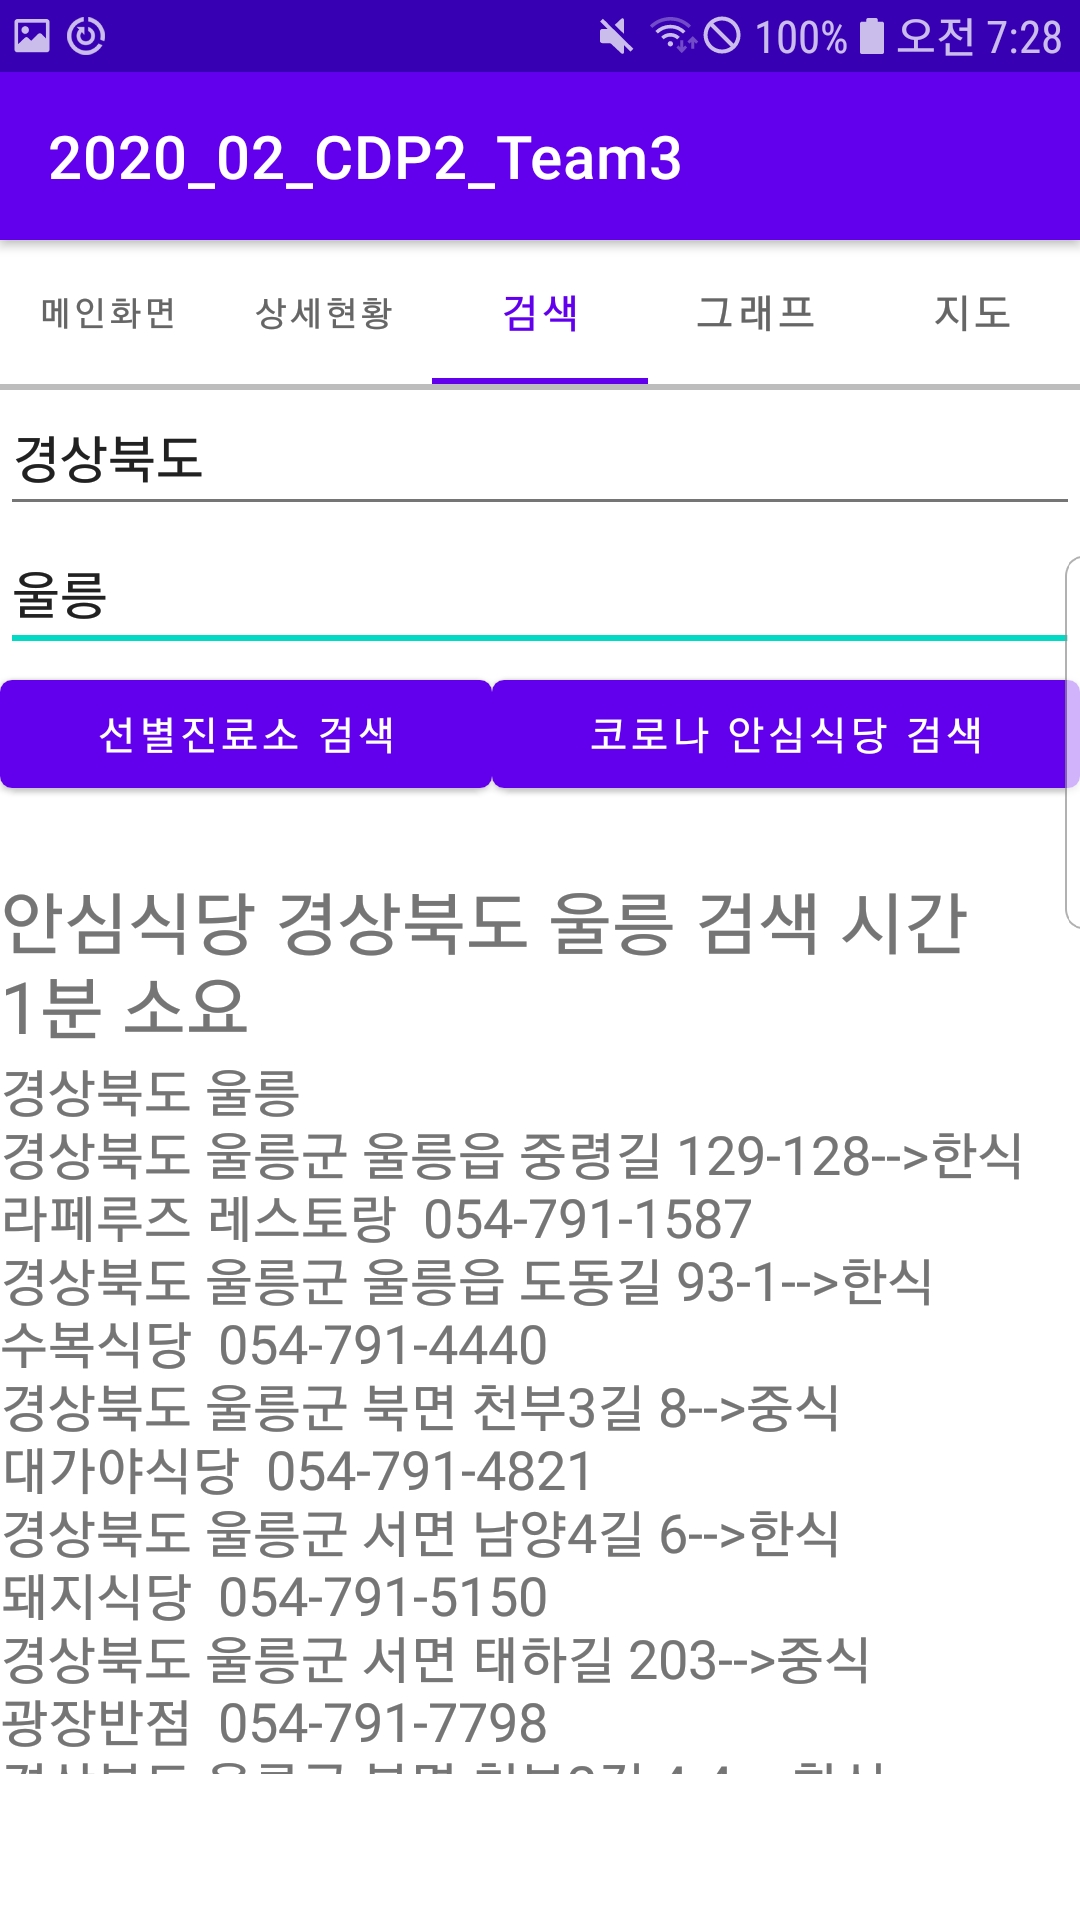 100% 오전 7:28
2020_02_CDP2_Team3
메인화면 상세현황 검색 그래프 지도
경상북도
울릉
선별진료소 검색 코로나 안심식당 검색
안심식당 경상북도 울릉 검색 시간
1분 소요
경상북도 울릉
경상북도 울릉군 울릉읍 중령길 129-128-->한식
라페루즈 레스토랑 054-791-1587
경상북도 울릉군 울릉읍 도동길 93-1-->한식
수복식당 054-791-4440
경상북도 울릉군 북면 천부3길 8-->중식
대가야식당 054-791-4821
경상북도 울릉군 서면 남양4길 6-->한식
돼지식당 054-791-5150
경상북도 울릉군 서면 태하길 203-->중식
광장반점 054-791-7798